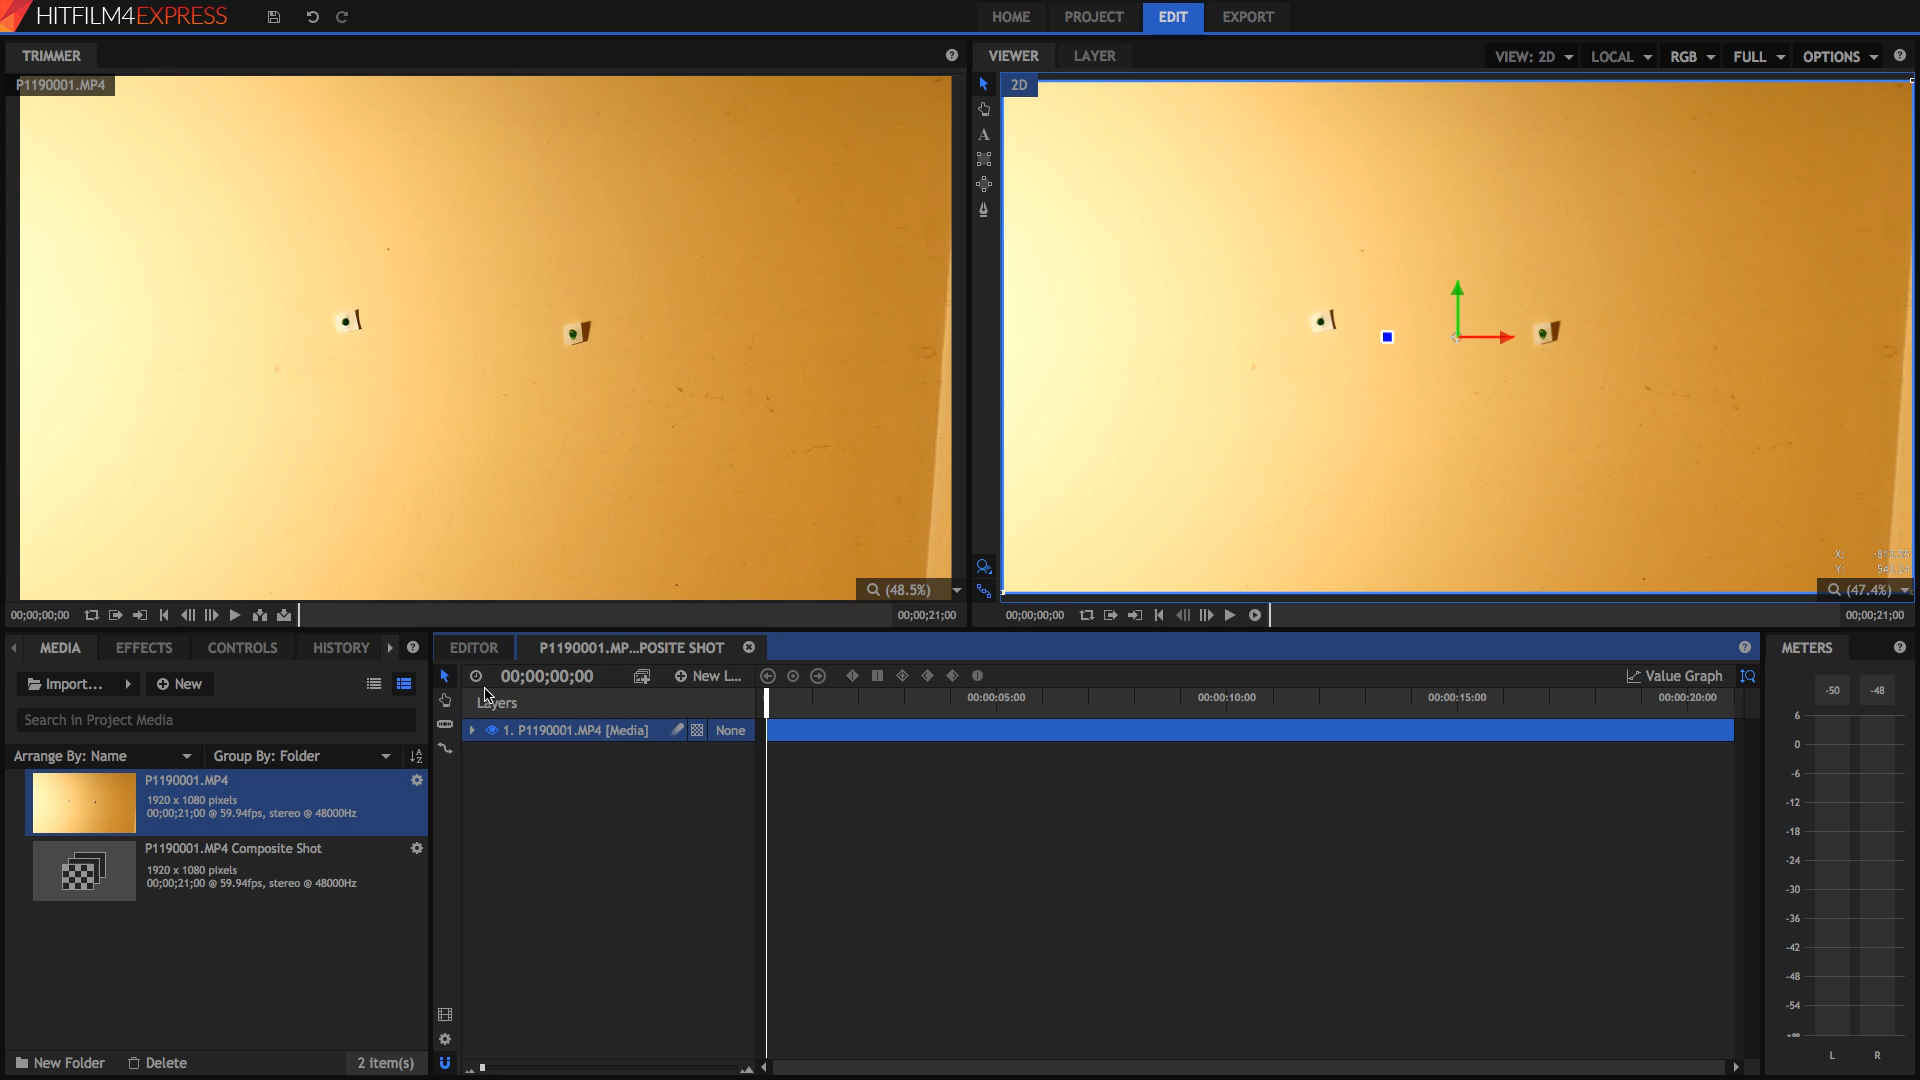 HITFILM4EXPRESS
HOME PROJECT EDIT EXPORT
TRIMMER
P1190001.MP4
(48.5%)
00;00;00;00
00;00;21;00
VIEWER LAYER
VIEW: 2D LOCAL RGB FULL OPTIONS
2D
A
X:
Y:
(47.4%)
00;00;00;00
00;00;21;00
MEDIA EFFECTS CONTROLS HISTORY
Import... New
Search in Project Media
Arrange By: Name Group By: Folder
P1190001.MP4
1920 x 1080 pixels
00;00;21;00 @ 59.94fps, stereo @ 48000Hz
P1190001.MP4 Composite Shot
1920 x 1080 pixels
00;00;21;00 @ 59.94fps, stereo @ 48000Hz
New Folder Delete 2 item(s)
EDITOR P1190001.MP...POSITE SHOT
00;00;00;00 New L... Value Graph
Layers
00:00:05;00 00:00:10;00 00:00:15;00 00:00:20;00
1. P1190001.MP4 [Media] None
METERS
-50 -48
6
0
-6
-12
-18
-24
-30
-36
-42
-48
-54
-∞
L R